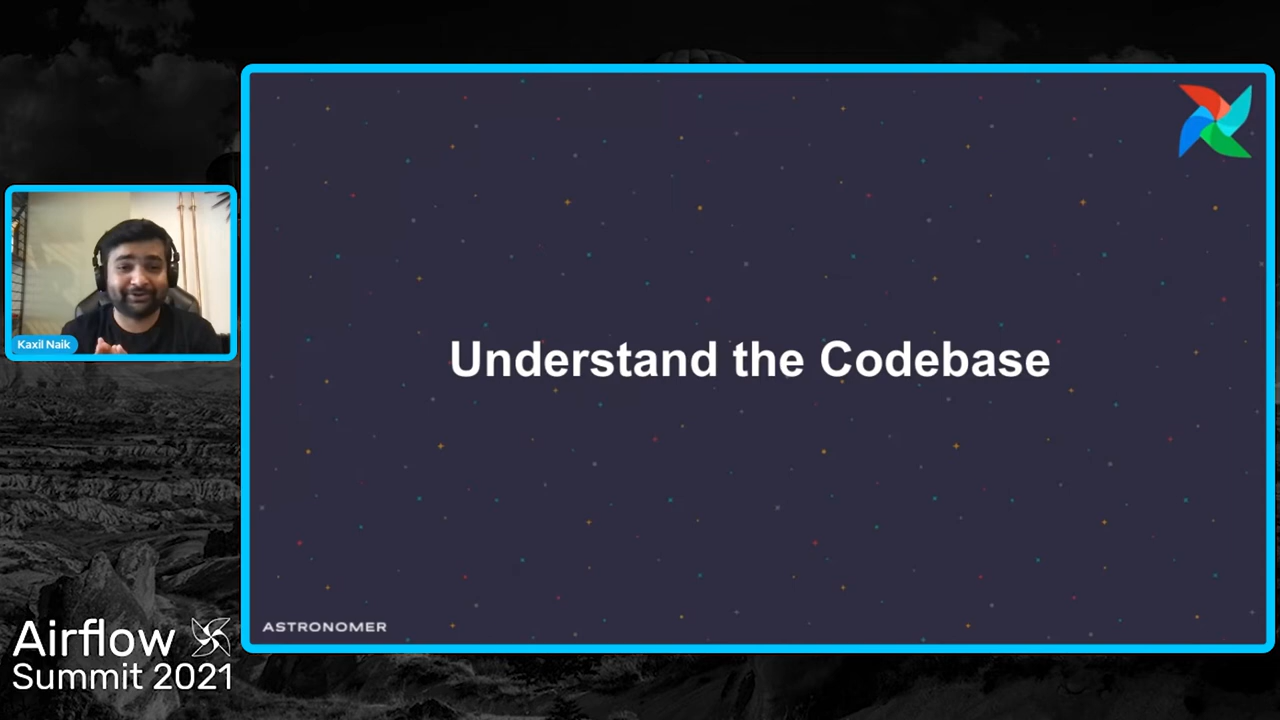 Understand the Codebase
Kaxil Naik
ASTRONOMER
Airflow
Summit 2021